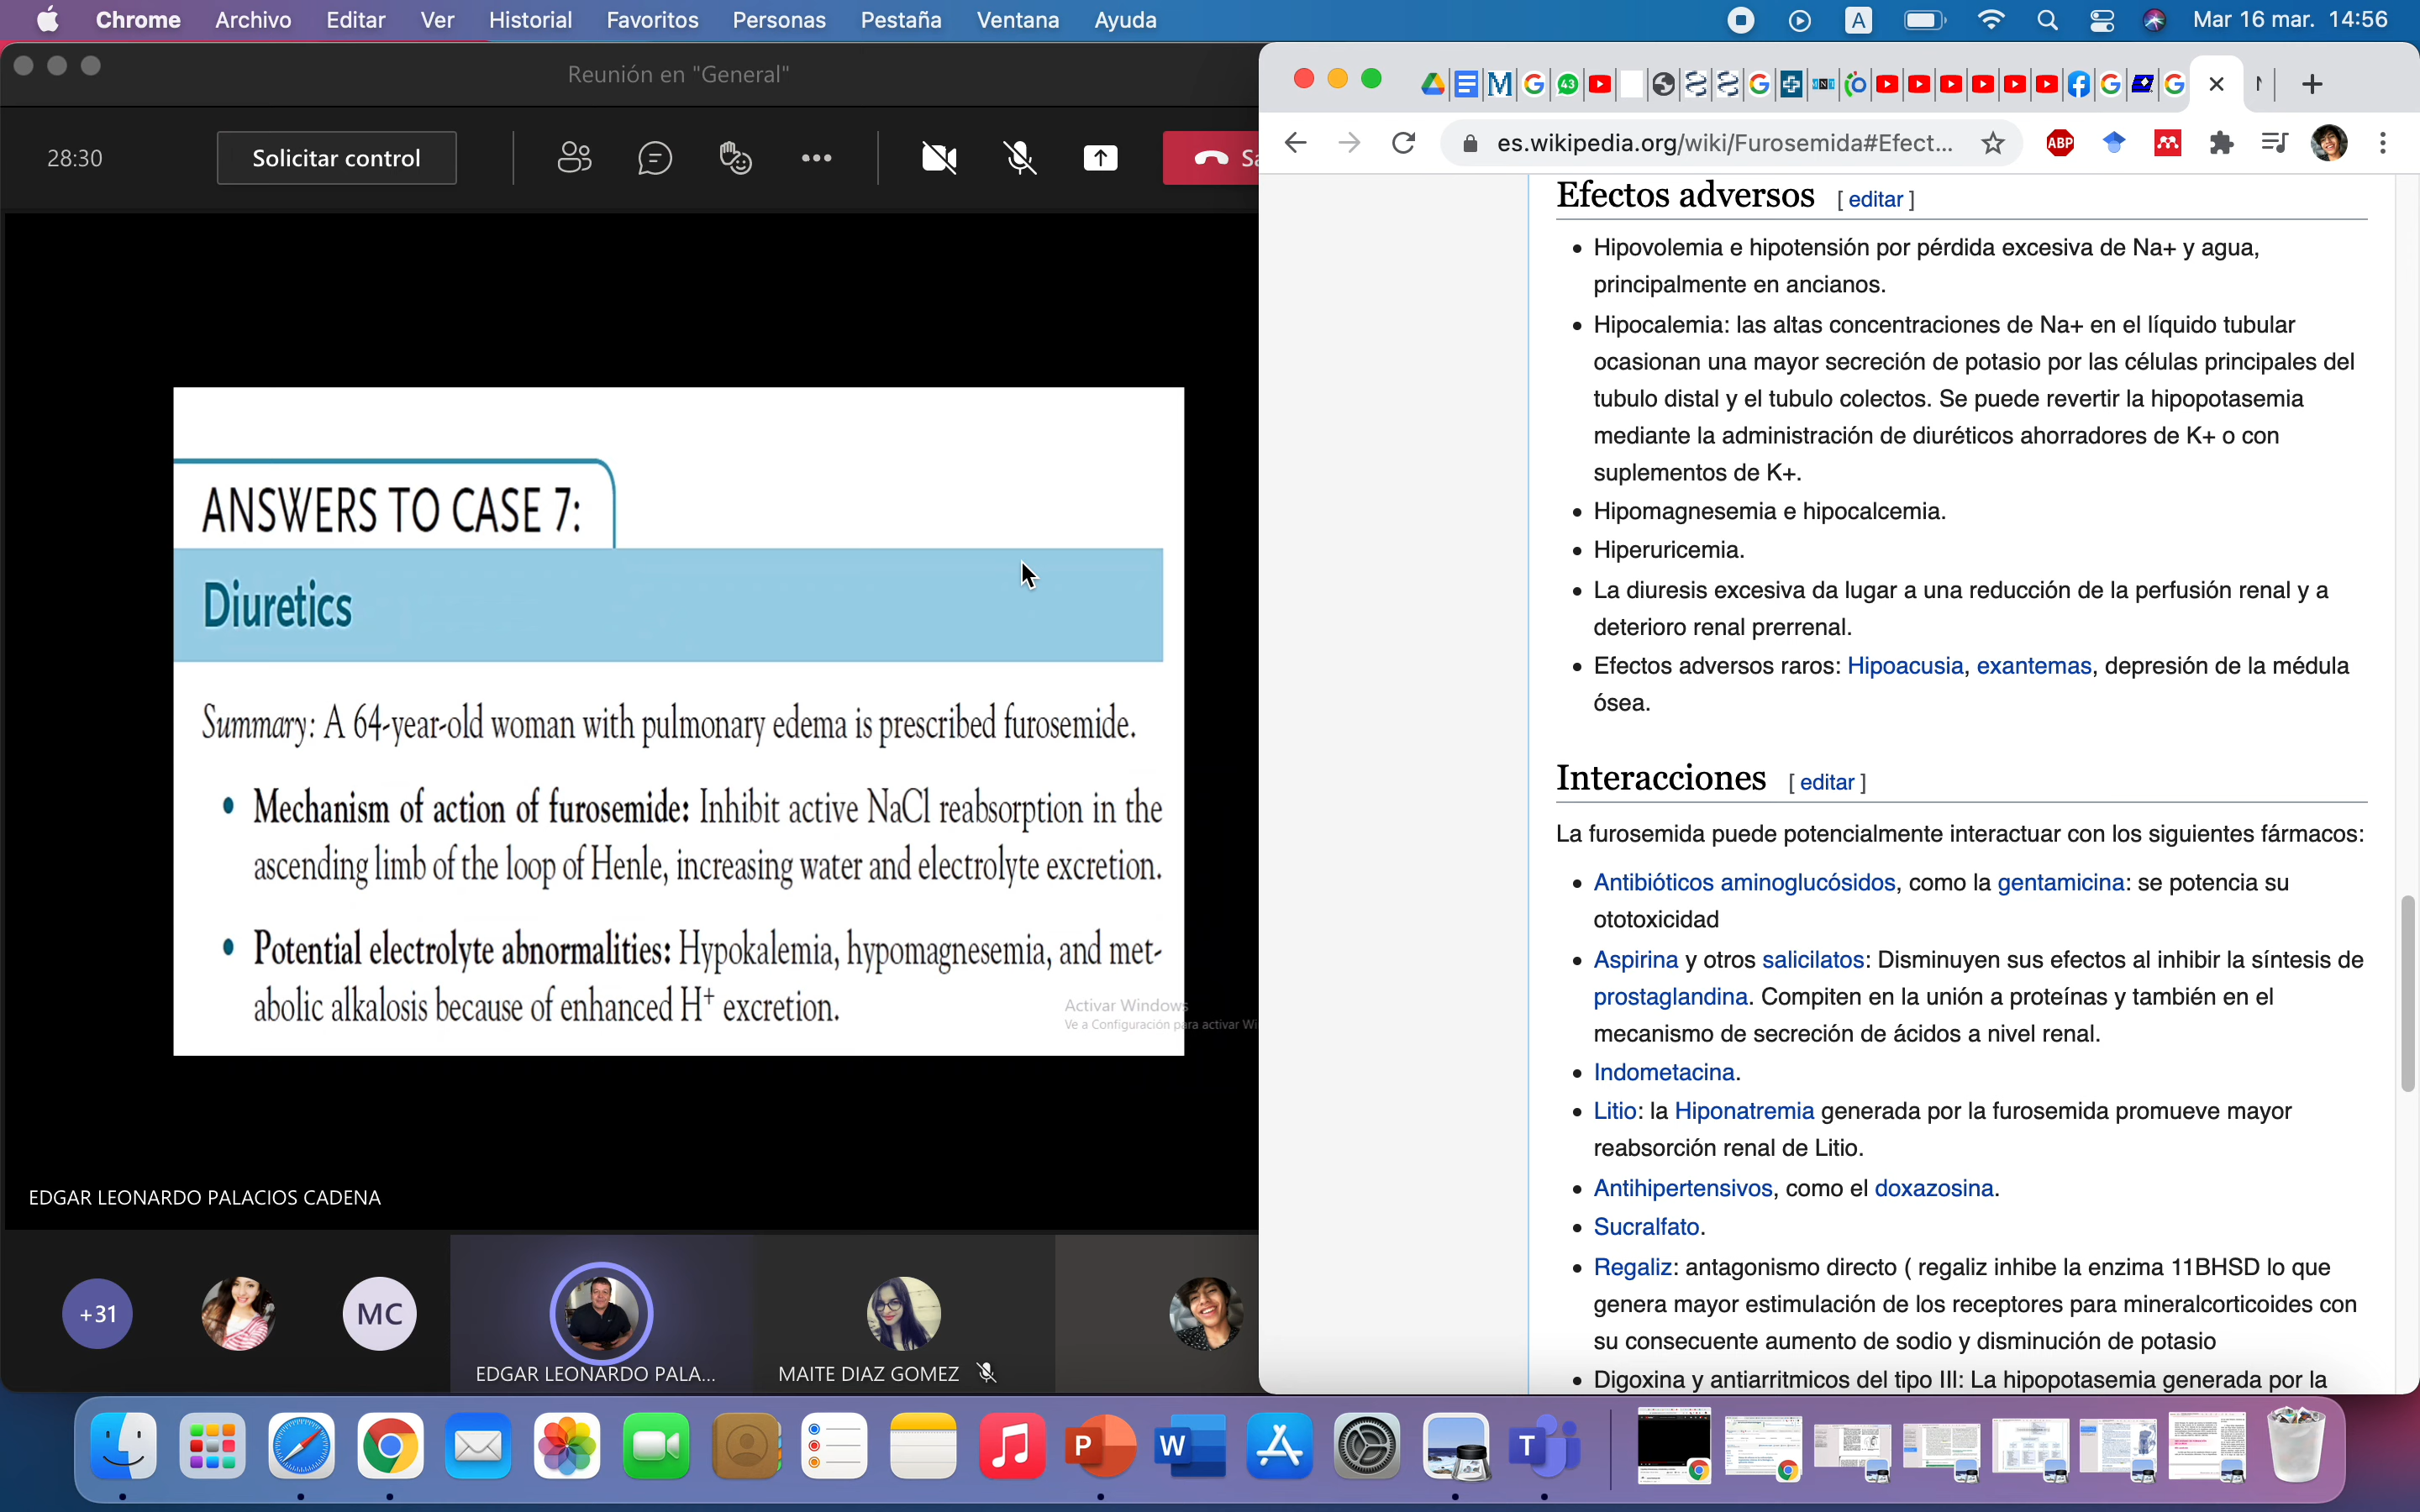 Chrome Archivo Editar Ver Historial Favoritos Personas Pestaña Ventana Ayuda
A
Mar 16 mar. 14:56
Reunión en "General"
28:30
Solicitar control
Sa
ANSWERS TO CASE 7:
Diuretics
Summary: A 64-year-old woman with pulmonary edema is prescribed furosemide.
• Mechanism of action of furosemide: Inhibit active NaCl reabsorption in the
ascending limb of the loop of Henle, increasing water and electrolyte excretion.
• Potential electrolyte abnormalities: Hypokalemia, hypomagnesemia, and met-
abolic alkalosis because of enhanced H+ excretion.
Activar Windows
Ve a Configuración para activar Wi
EDGAR LEONARDO PALACIOS CADENA
+31
MC
EDGAR LEONARDO PALA...
MAITE DIAZ GOMEZ
43
es.wikipedia.org/wiki/Furosemida#Efect...
ABP
Efectos adversos [ editar ]
• Hipovolemia e hipotensión por pérdida excesiva de Na+ y agua,
principalmente en ancianos.
• Hipocalemia: las altas concentraciones de Na+ en el líquido tubular
ocasionan una mayor secreción de potasio por las células principales del
tubulo distal y el tubulo colectos. Se puede revertir la hipopotasemia
mediante la administración de diuréticos ahorradores de K+ o con
suplementos de K+.
• Hipomagnesemia e hipocalcemia.
• Hiperuricemia.
• La diuresis excesiva da lugar a una reducción de la perfusión renal y a
deterioro renal prerrenal.
• Efectos adversos raros: Hipoacusia, exantemas, depresión de la médula
ósea.
Interacciones [ editar ]
La furosemida puede potencialmente interactuar con los siguientes fármacos:
• Antibióticos aminoglucósidos, como la gentamicina: se potencia su
ototoxicidad
• Aspirina y otros salicilatos: Disminuyen sus efectos al inhibir la síntesis de
prostaglandina. Compiten en la unión a proteínas y también en el
mecanismo de secreción de ácidos a nivel renal.
• Indometacina.
• Litio: la Hiponatremia generada por la furosemida promueve mayor
reabsorción renal de Litio.
• Antihipertensivos, como el doxazosina.
• Sucralfato.
• Regaliz: antagonismo directo ( regaliz inhibe la enzima 11BHSD lo que
genera mayor estimulación de los receptores para mineralcorticoides con
su consecuente aumento de sodio y disminución de potasio
• Digoxina y antiarritmicos del tipo III: La hipopotasemia generada por la
P
W
T